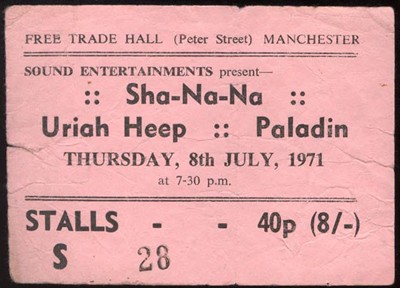 FREE TRADE HALL (Peter Street) MANCHESTER
SOUND ENTERTAINMENTS present—
:: Sha-Na-Na ::
Uriah Heep :: Paladin
THURSDAY, 8th JULY, 1971
at 7-30 p.m.
STALLS - - 40p (8/-)
S 28